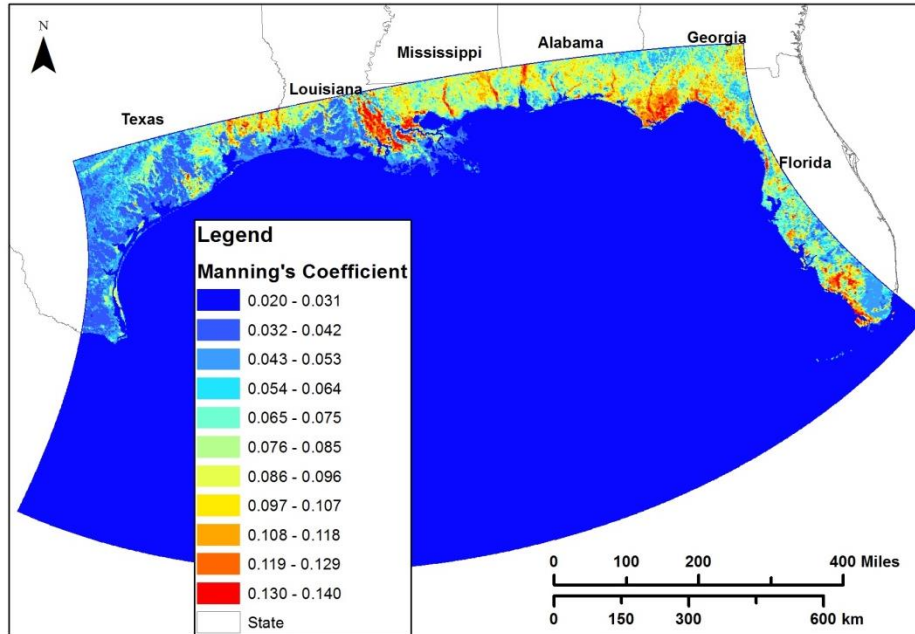 N
Georgia
Alabama
Mississippi
Louisiana
Texas
Florida
Legend
Manning's Coefficient
0.020 - 0.031
0.032 - 0.042
0.043 - 0.053
0.054 - 0.064
0.065 - 0.075
0.076 - 0.085
0.086 - 0.096
0.097 - 0.107
0.108 - 0.118
0.119 - 0.129
0.130 - 0.140
State
0 100 200 400 Miles
0 150 300 600 km